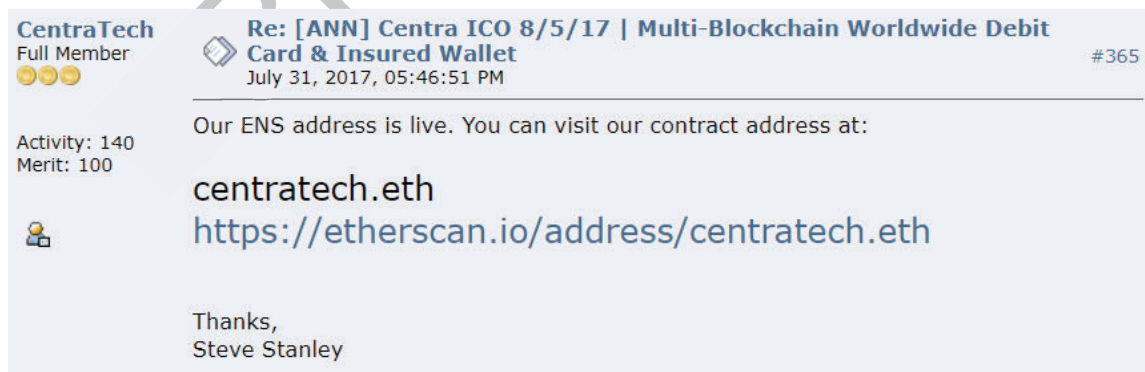 CentraTech
Full Member
Activity: 140
Merit: 100
Re: [ANN] Centra ICO 8/5/17 | Multi-Blockchain Worldwide Debit
Card & Insured Wallet
July 31, 2017, 05:46:51 PM
#365
Our ENS address is live. You can visit our contract address at:
centratech.eth
https://etherscan.io/address/centratech.eth
Thanks,
Steve Stanley